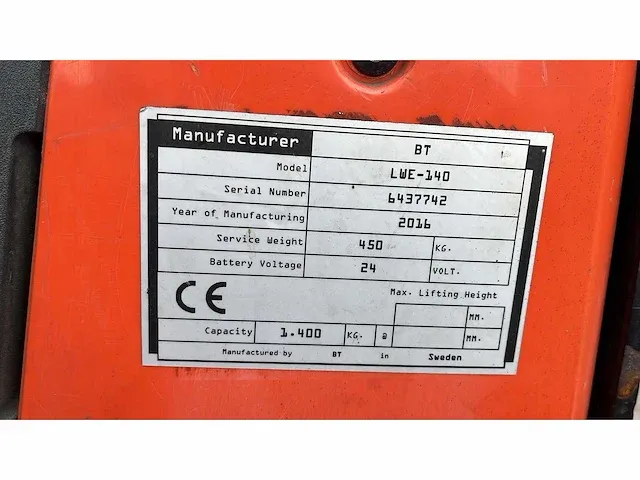 Manufacturer BT
Model LWE-140
Serial Number 6437742
Year of Manufacturing 2016
Service Weight 450 KG.
Battery Voltage 24 VOLT.
CE Max. Lifting Height
MM.
Capacity 1.400 KG. a MM.
Manufactured by BT in Sweden